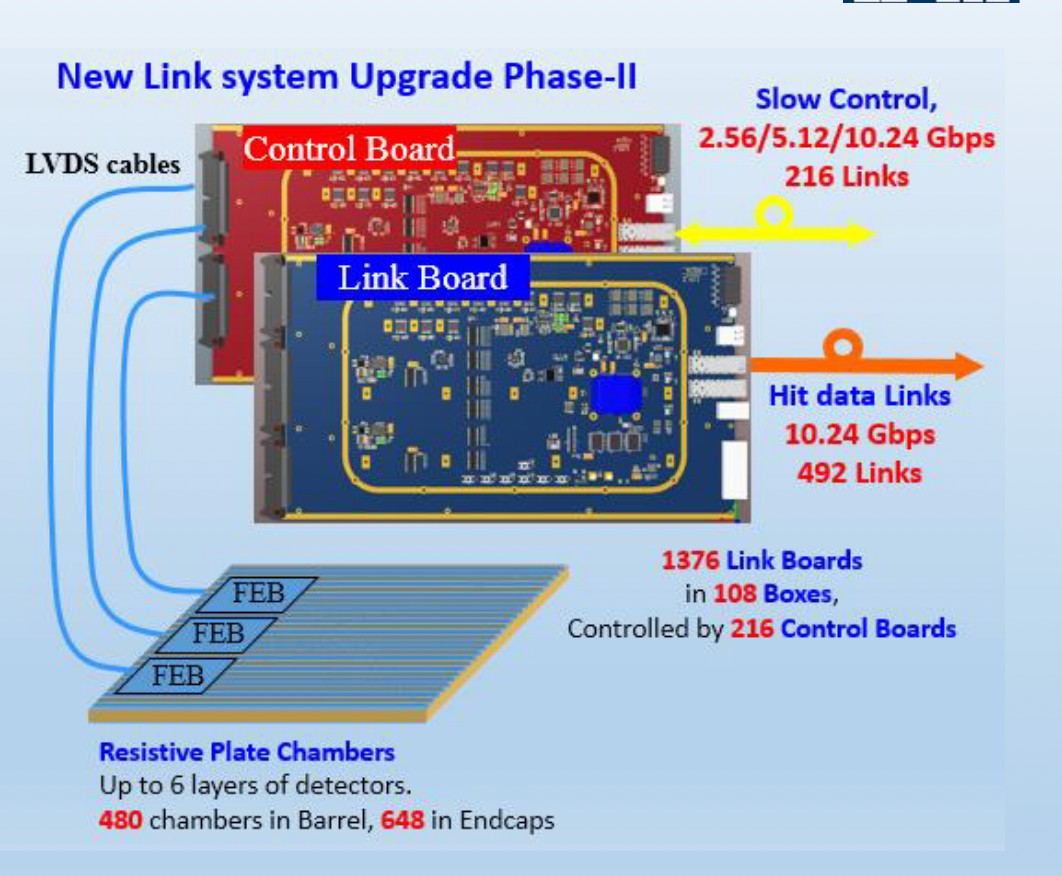 New Link system Upgrade Phase-II
Slow Control,
2.56/5.12/10.24 Gbps
216 Links
LVDS cables
Control Board
Link Board
Hit data Links
10.24 Gbps
492 Links
1376 Link Boards
in 108 Boxes,
Controlled by 216 Control Boards
FEB
FEB
FEB
Resistive Plate Chambers
Up to 6 layers of detectors.
480 chambers in Barrel, 648 in Endcaps